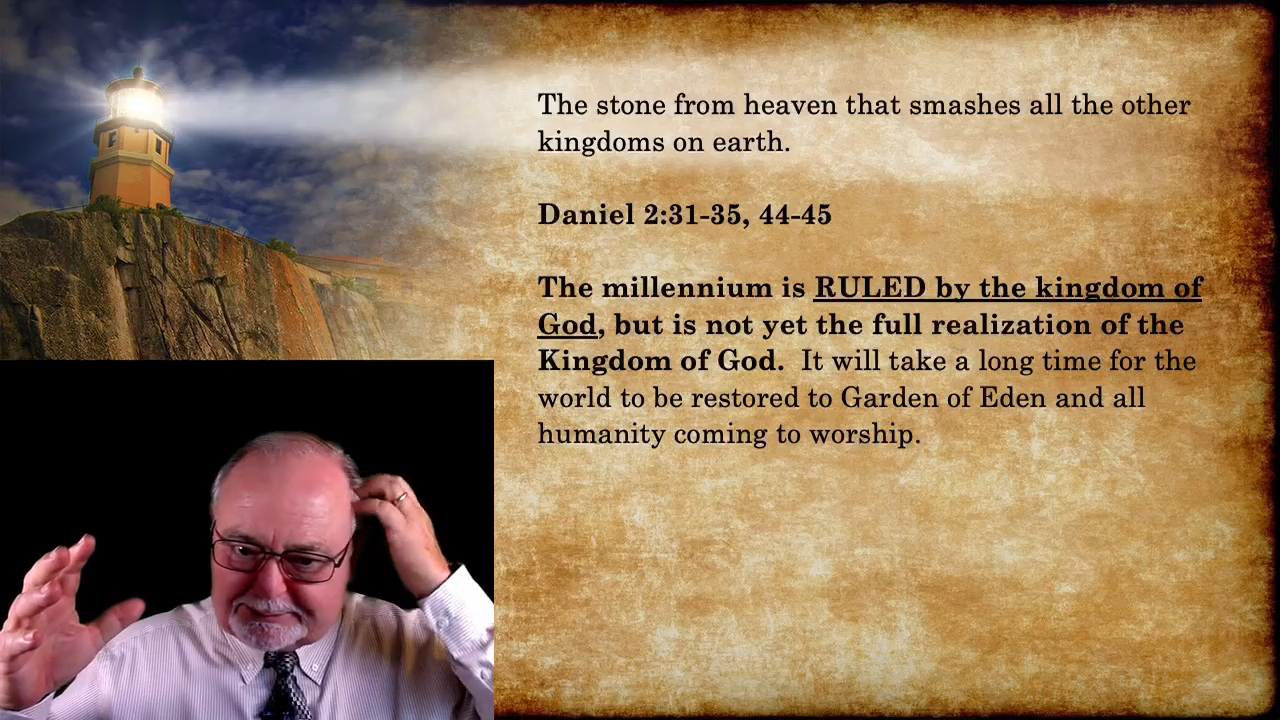 The stone from heaven that smashes all the other
kingdoms on earth.
Daniel 2:31-35, 44-45
The millennium is RULED by the kingdom of
God, but is not yet the full realization of the
Kingdom of God.  It will take a long time for the
world to be restored to Garden of Eden and all
humanity coming to worship.